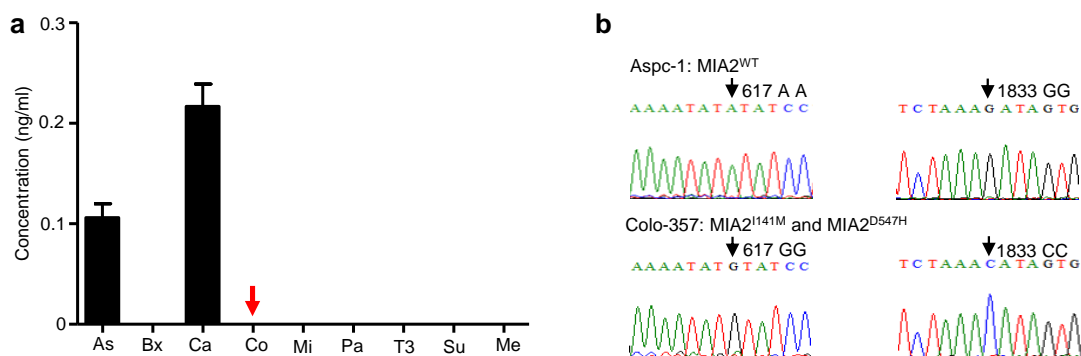 a
Concentration (ng/ml)
0.3
0.2
0.1
0
As Bx Ca Co Mi Pa T3 Su Me
b
Aspc-1: MIA2WT
617 A A
AAAATATATATCC
1833 GG
TCTAAAGATAGTG
Colo-357: MIA2I141M and MIA2D547H
617 GG
AAAATATGTATCC
1833 CC
TCTAAACATAGTG